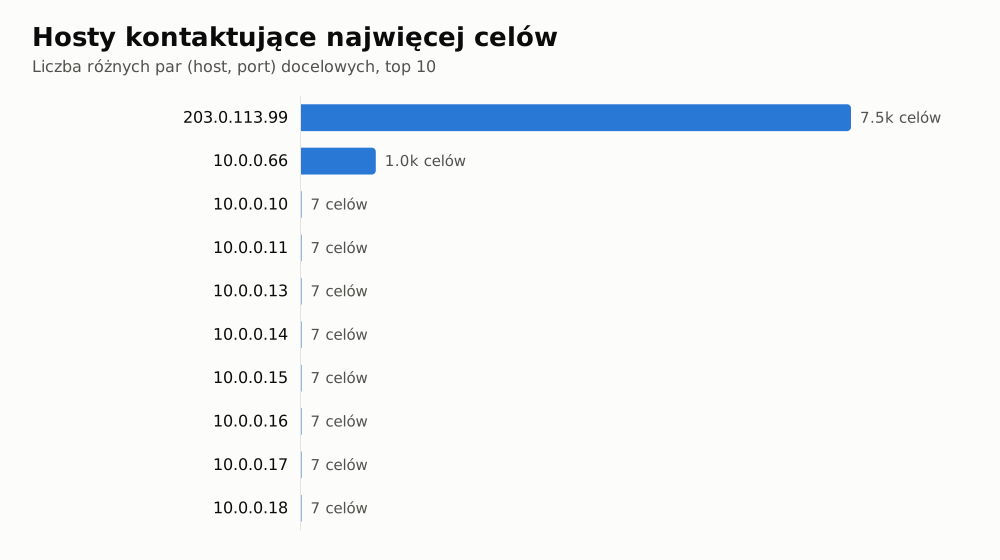 Hosty kontaktujące najwięcej celów
Liczba różnych par (host, port) docelowych, top 10
203.0.113.99 7.5k celów
10.0.0.66 1.0k celów
10.0.0.10 7 celów
10.0.0.11 7 celów
10.0.0.13 7 celów
10.0.0.14 7 celów
10.0.0.15 7 celów
10.0.0.16 7 celów
10.0.0.17 7 celów
10.0.0.18 7 celów